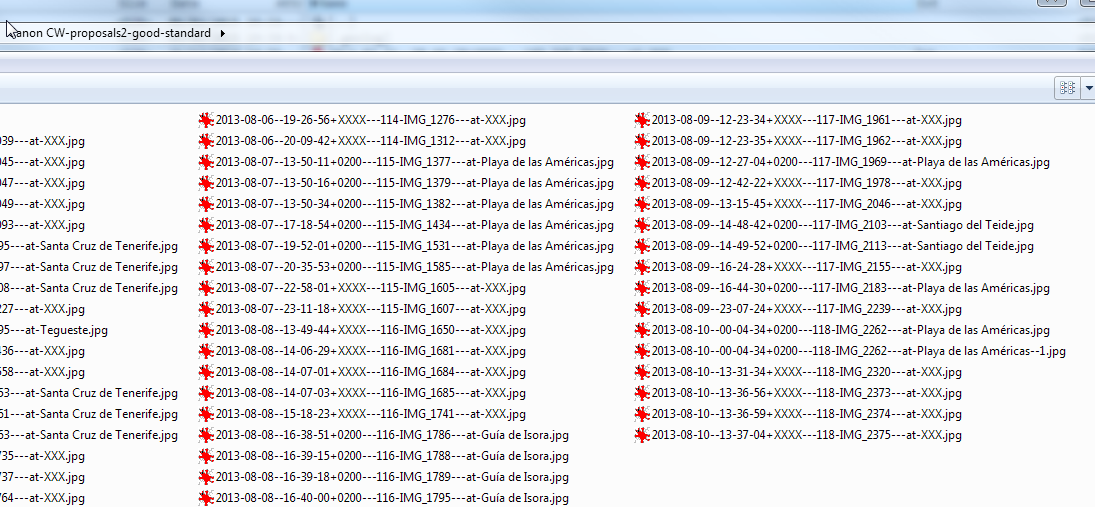 anon CW-proposals2-good-standard
039---at-XXX.jpg
045---at-XXX.jpg
047---at-XXX.jpg
049---at-XXX.jpg
093---at-XXX.jpg
95---at-Santa Cruz de Tenerife.jpg
97---at-Santa Cruz de Tenerife.jpg
08---at-Santa Cruz de Tenerife.jpg
227---at-XXX.jpg
95---at-Tegueste.jpg
436---at-XXX.jpg
558---at-XXX.jpg
53---at-Santa Cruz de Tenerife.jpg
51---at-Santa Cruz de Tenerife.jpg
53---at-Santa Cruz de Tenerife.jpg
735---at-XXX.jpg
737---at-XXX.jpg
764---at-XXX.jpg
2013-08-06--19-26-56+XXXX---114-IMG_1276---at-XXX.jpg
2013-08-06--20-09-42+XXXX---114-IMG_1312---at-XXX.jpg
2013-08-07--13-50-11+0200---115-IMG_1377---at-Playa de las Américas.jpg
2013-08-07--13-50-16+0200---115-IMG_1379---at-Playa de las Américas.jpg
2013-08-07--13-50-34+0200---115-IMG_1382---at-Playa de las Américas.jpg
2013-08-07--17-18-54+0200---115-IMG_1434---at-Playa de las Américas.jpg
2013-08-07--19-52-01+0200---115-IMG_1531---at-Playa de las Américas.jpg
2013-08-07--20-35-53+0200---115-IMG_1585---at-Playa de las Américas.jpg
2013-08-07--22-58-01+XXXX---115-IMG_1605---at-XXX.jpg
2013-08-07--23-11-18+XXXX---115-IMG_1607---at-XXX.jpg
2013-08-08--13-49-44+XXXX---116-IMG_1650---at-XXX.jpg
2013-08-08--14-06-29+XXXX---116-IMG_1681---at-XXX.jpg
2013-08-08--14-07-01+XXXX---116-IMG_1684---at-XXX.jpg
2013-08-08--14-07-03+XXXX---116-IMG_1685---at-XXX.jpg
2013-08-08--15-18-23+XXXX---116-IMG_1741---at-XXX.jpg
2013-08-08--16-38-51+0200---116-IMG_1786---at-Guía de Isora.jpg
2013-08-08--16-39-15+0200---116-IMG_1788---at-Guía de Isora.jpg
2013-08-08--16-39-18+0200---116-IMG_1789---at-Guía de Isora.jpg
2013-08-08--16-40-00+0200---116-IMG_1795---at-Guía de Isora.jpg
2013-08-09--12-23-34+XXXX---117-IMG_1961---at-XXX.jpg
2013-08-09--12-23-35+XXXX---117-IMG_1962---at-XXX.jpg
2013-08-09--12-27-04+0200---117-IMG_1969---at-Playa de las Américas.jpg
2013-08-09--12-42-22+XXXX---117-IMG_1978---at-XXX.jpg
2013-08-09--13-15-45+XXXX---117-IMG_2046---at-XXX.jpg
2013-08-09--14-48-42+0200---117-IMG_2103---at-Santiago del Teide.jpg
2013-08-09--14-49-52+0200---117-IMG_2113---at-Santiago del Teide.jpg
2013-08-09--16-24-28+XXXX---117-IMG_2155---at-XXX.jpg
2013-08-09--16-44-30+0200---117-IMG_2183---at-Playa de las Américas.jpg
2013-08-09--23-07-24+XXXX---117-IMG_2239---at-XXX.jpg
2013-08-10--00-04-34+0200---118-IMG_2262---at-Playa de las Américas.jpg
2013-08-10--00-04-34+0200---118-IMG_2262---at-Playa de las Américas--1.jpg
2013-08-10--13-31-34+XXXX---118-IMG_2320---at-XXX.jpg
2013-08-10--13-36-56+XXXX---118-IMG_2373---at-XXX.jpg
2013-08-10--13-36-59+XXXX---118-IMG_2374---at-XXX.jpg
2013-08-10--13-37-04+XXXX---118-IMG_2375---at-XXX.jpg